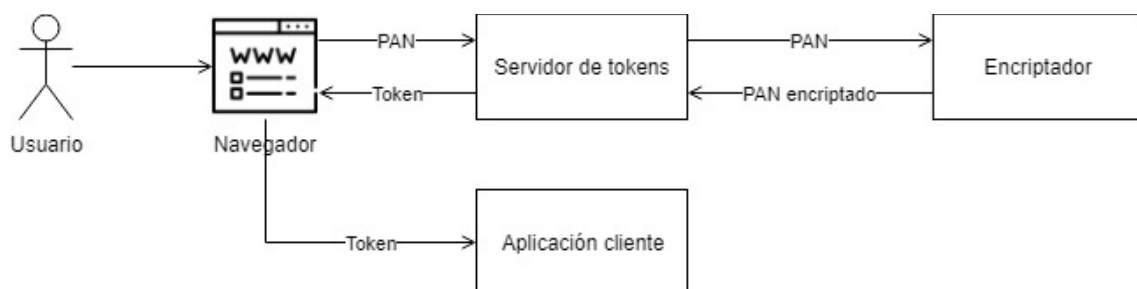 WWW
PAN
Servidor de tokens
PAN
Encriptador
Token
PAN encriptado
Usuario
Navegador
Token
Aplicación cliente